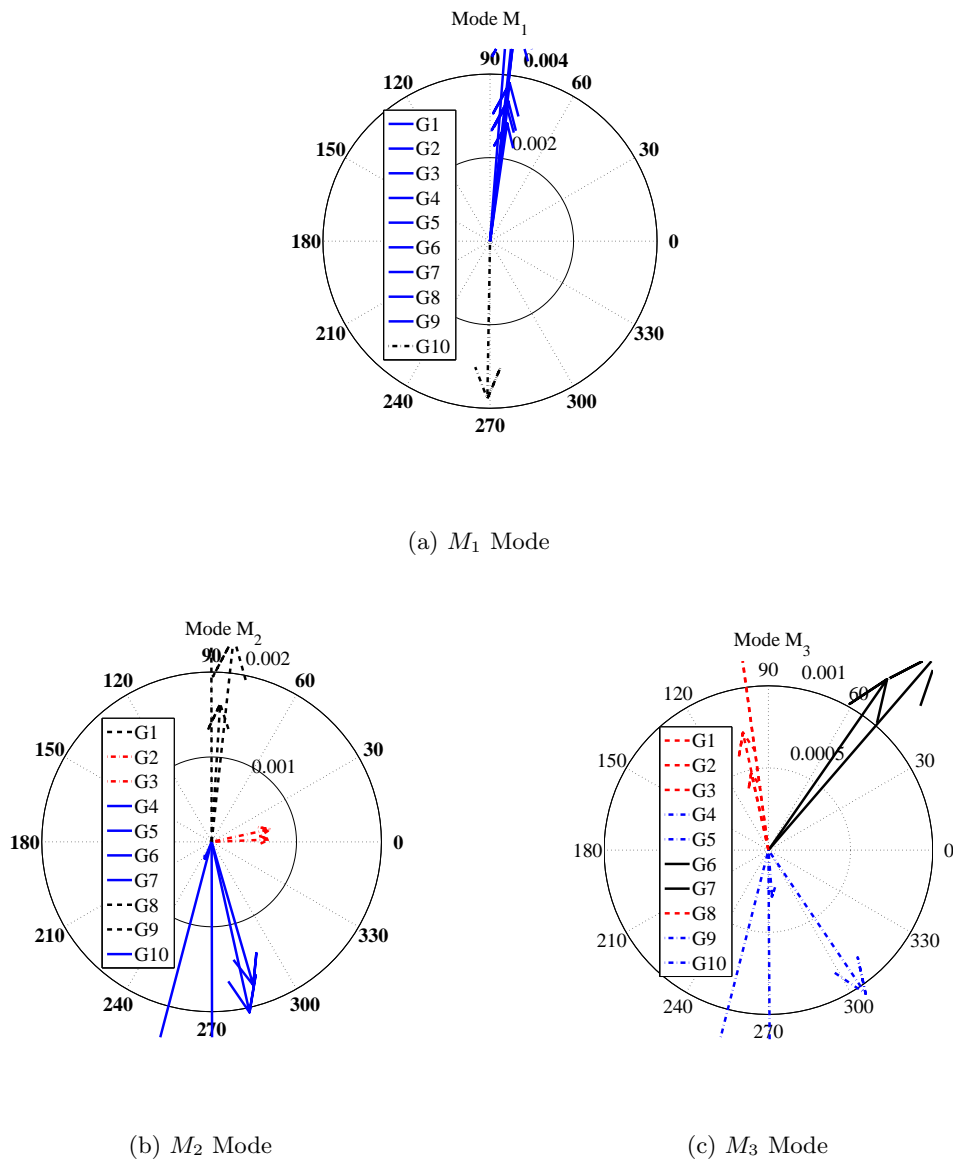 Mode M1
90
0.004
120
60
G1
G2
0.002
150
30
G3
G4
G5
180
0
G6
G7
G8
210
330
G9
G10
240
300
270
(a) M1 Mode
Mode M2
90
0.002
120
60
G1
G2
150
30
G3
0.001
G4
G5
180
0
G6
G7
G8
210
330
G9
G10
240
300
270
(b) M2 Mode
Mode M3
90
0.001
120
60
G1
0.0005
G2
150
30
G3
G4
G5
180
0
G6
G7
G8
210
330
G9
G10
240
300
270
(c) M3 Mode